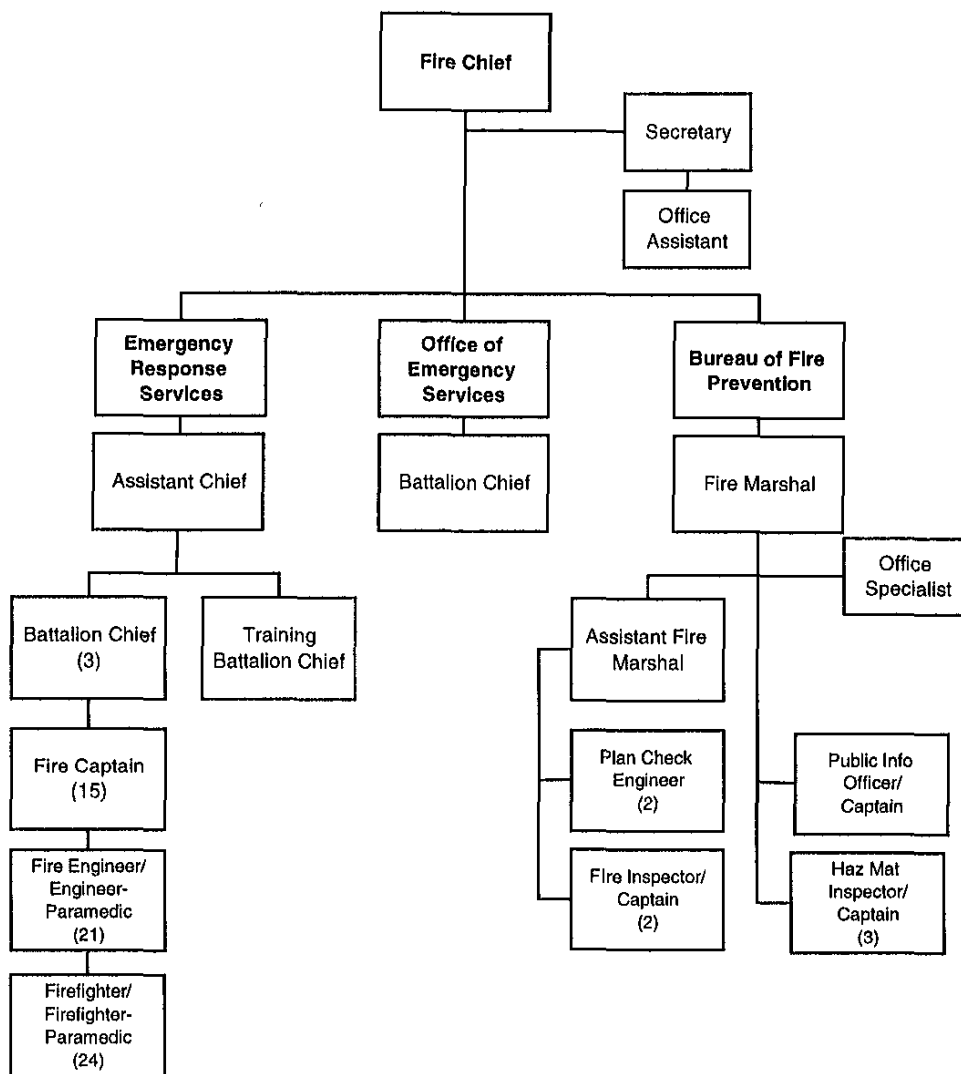 Fire Chief
Secretary
Office
Assistant
Emergency
Response
Services
Office of
Emergency
Services
Bureau of Fire
Prevention
Assistant Chief
Battalion Chief
Fire Marshal
Office
Specialist
Battalion Chief
(3)
Training
Battalion Chief
Assistant Fire
Marshal
Fire Captain
(15)
Plan Check
Engineer
(2)
Public Info
Officer/
Captain
Fire Engineer/
Engineer-
Paramedic
(21)
Fire Inspector/
Captain
(2)
Haz Mat
Inspector/
Captain
(3)
Firefighter/
Firefighter-
Paramedic
(24)